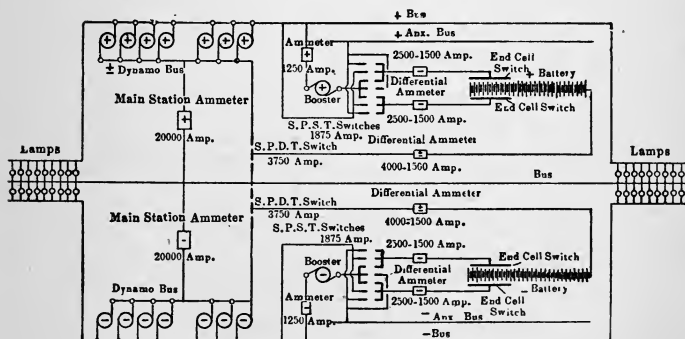 + Bus
+ Aux. Bus
Ammeter
+
1250 Amp.
Booster
+
2500-1500 Amp.
-
Differential
Ammeter
-
2500-1500 Amp.
End Cell
Switch
+ Battery
End Cell Switch
± Dynamo Bus
Main Station Ammeter
+
20000
Amp.
S.P.S.T. Switches
1875 Amp.
S.P.D.T. Switch
3750 Amp.
Differential Ammeter
±
4000-1500 Amp.
Lamps
Lamps
Bus
Differential Ammeter
S.P.D.T. Switch
3750 Amp
±
4000-1500 Amp.
Main Station Ammeter
-
20000 Amp.
S.P.S.T. Switches
1875 Amp.
2500-1500 Amp.
-
Booster
-
Differential
Ammeter
-
2500-1500 Amp.
End Cell Switch
- Battery
End Cell
Switch
Dynamo Bus
Ammeter
-
1250 Amp.
- Aux Bus
- Bus